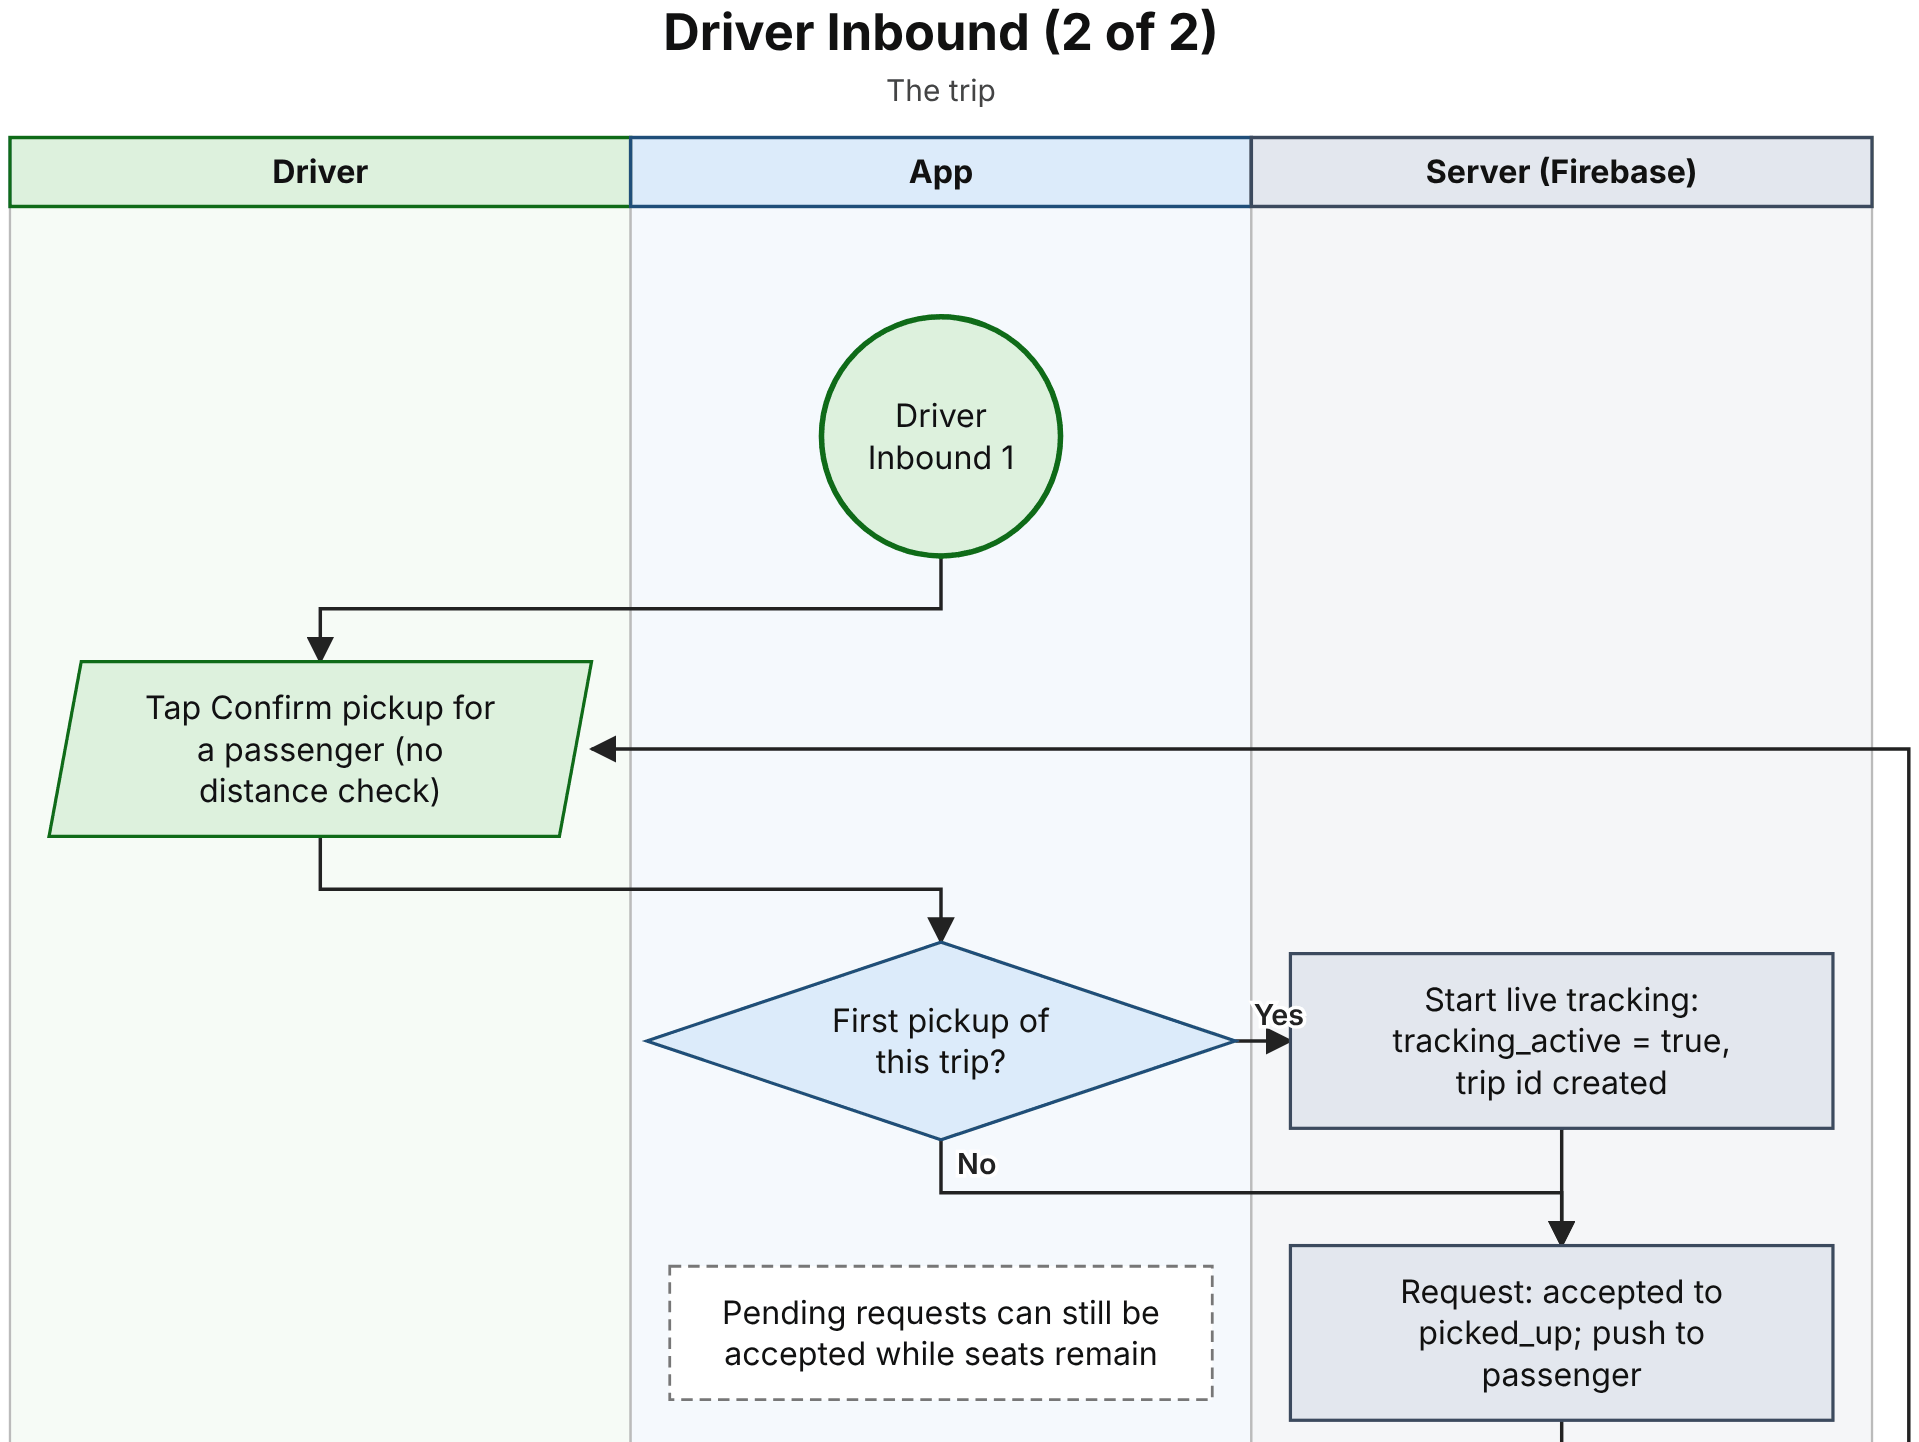 Driver Inbound (2 of 2)
The trip
Driver
App
Server (Firebase)
Driver
Inbound 1
Tap Confirm pickup for
a passenger (no
distance check)
First pickup of
this trip?
Yes
Start live tracking:
tracking_active = true,
trip id created
No
Pending requests can still be
accepted while seats remain
Request: accepted to
picked_up; push to
passenger